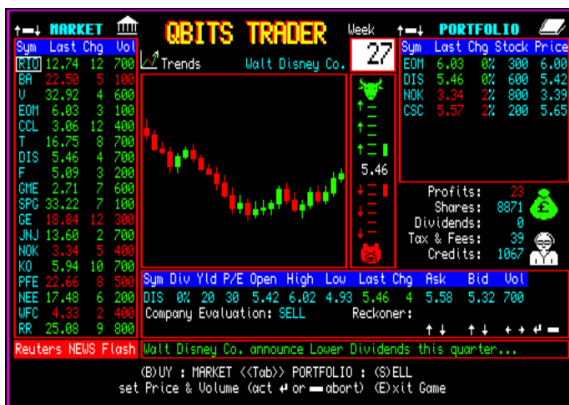 MARKET QBITS TRADER Week PORTFOLIO
Sym Last Chg Vol Trends Walt Disney Co. 27 Sym Last Chg Stock Price
RIO 12.74 12 700 EOM 6.03 0% 300 6.00
BA 22.50 5 100 DIS 5.46 0% 600 5.42
V 32.92 4 600 NOK 3.34 2% 800 3.39
EOM 6.03 3 100 CSC 5.57 2% 200 5.65
CCL 3.06 12 400
T 16.75 8 700
DIS 5.46 4 700
F 5.09 3 200 5.46
GME 2.71 7 600 Profits: 23
SPG 33.22 7 100 Shares: 8871
GE 18.84 12 300 Dividends: 0
JNJ 13.60 2 700 Tax & Fees: 39
NOK 3.34 5 400 Credits: 1067
KO 5.94 10 700
PFE 22.66 8 500 Sym Div Yld P/E Open High Low Last Chg Ask Bid Vol
NEE 17.48 6 200 DIS 0% 20 30 5.42 6.02 4.93 5.46 4 5.58 5.32 700
WFC 4.33 2 400 Company Evaluation: SELL Reckoner:
RR 25.08 9 800
Reuters NEWS Flash Walt Disney Co. announce Lower Dividends this quarter...
(B)UY : MARKET <<Tab>> PORTFOLIO : (S)ELL
set Price & Volume (act ↵ or ▬ abort) (E)xit Game